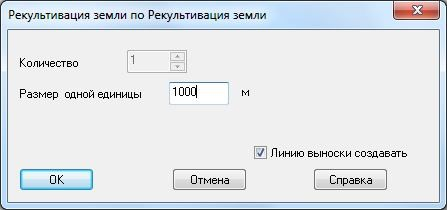 Рекультивация земли по Рекультивация земли
Количество 1
Размер одной единицы 1000 м
Линию выноски создавать
OK Отмена Справка